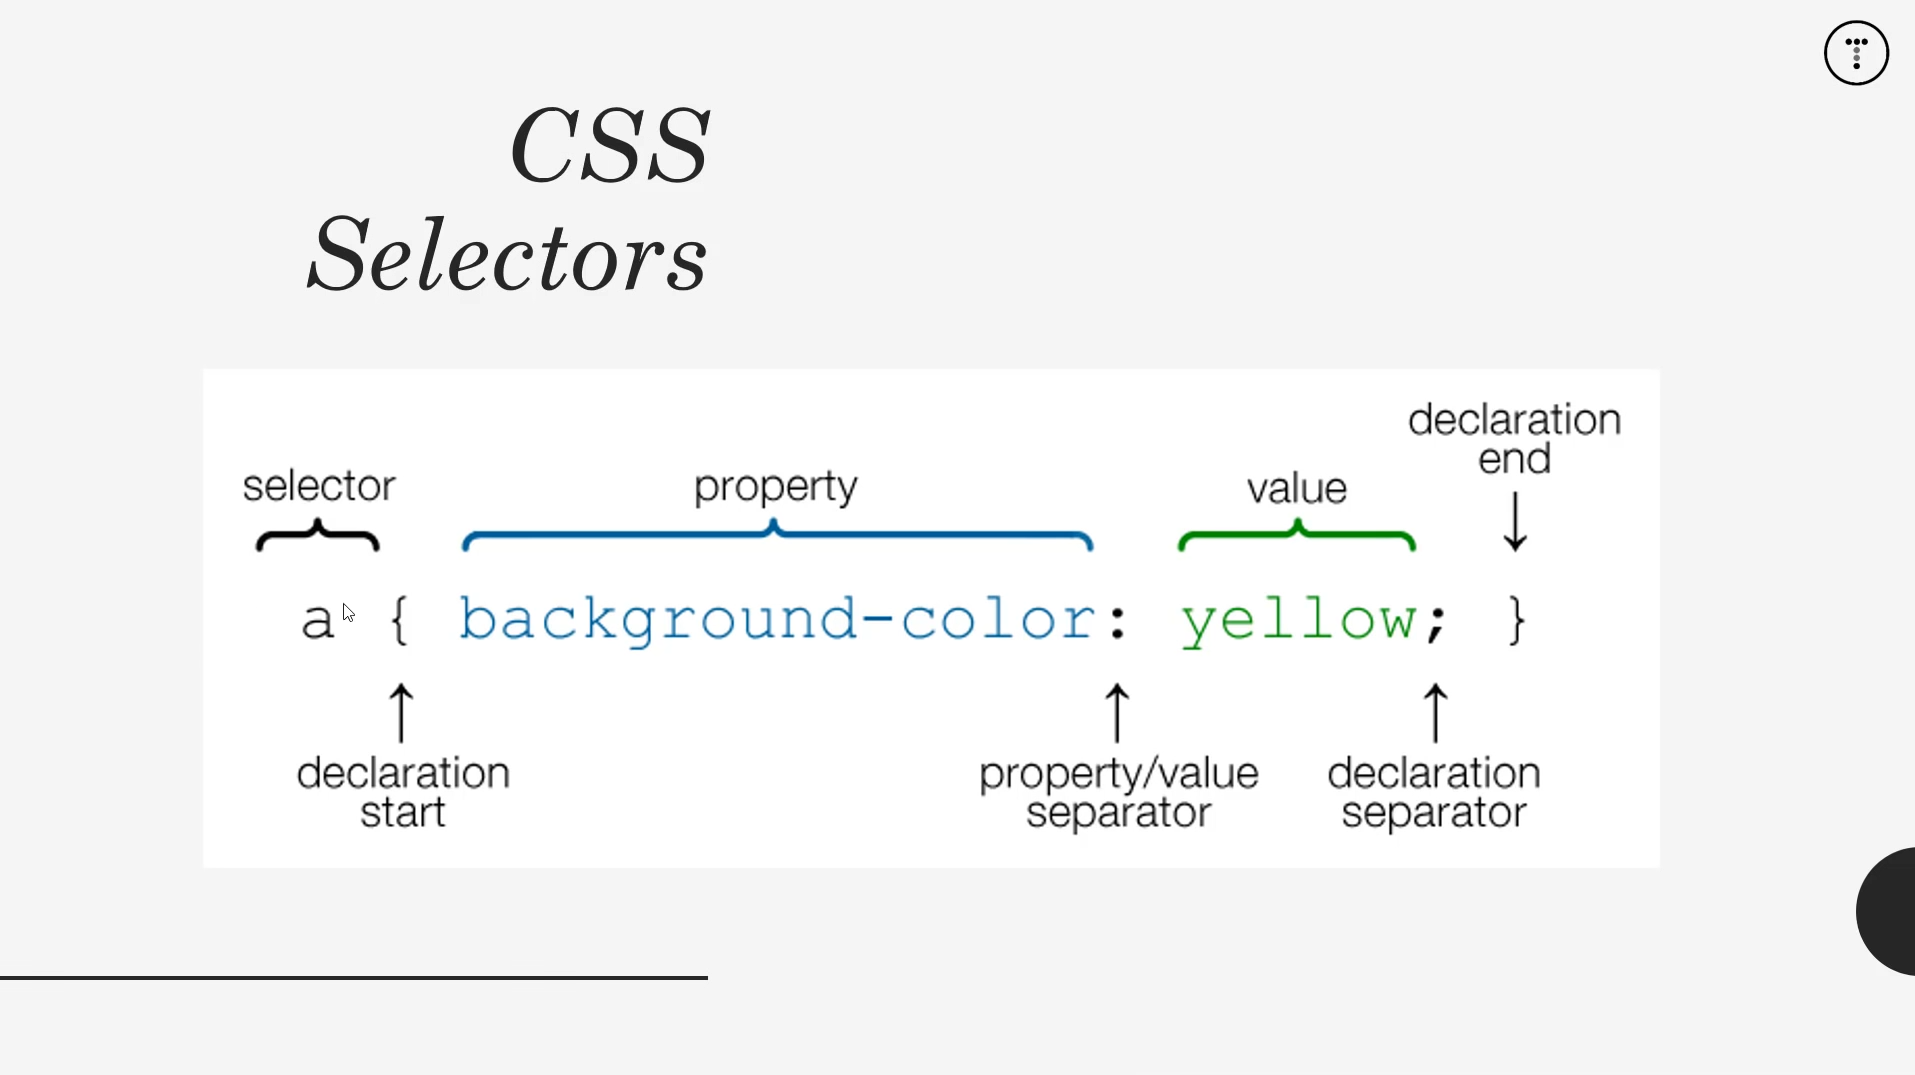 CSS
Selectors
declaration
end
selector
property
value
a { background-color: yellow; }
declaration
start
property/value
separator
declaration
separator